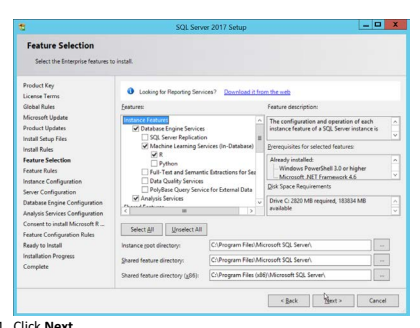 SQL Server 2017 Setup
Feature Selection
Select the Enterprise features to install.
Product Key
License Terms
Global Rules
Microsoft Update
Product Updates
Install Setup Files
Install Rules
Feature Selection
Feature Rules
Instance Configuration
Server Configuration
Database Engine Configuration
Analysis Services Configuration
Consent to install Microsoft R ...
Feature Configuration Rules
Ready to Install
Installation Progress
Complete
Looking for Reporting Services? Download it from the web
Features:
Instance Features
Database Engine Services
SQL Server Replication
Machine Learning Services (In-Database)
R
Python
Full-Text and Semantic Extractions for Sea
Data Quality Services
PolyBase Query Service for External Data
Analysis Services
Shared Features
Feature description:
The configuration and operation of each
instance feature of a SQL Server instance is
Prerequisites for selected features:
Already installed:
Windows PowerShell 3.0 or higher
Microsoft .NET Framework 4.6
Disk Space Requirements
Drive C: 2820 MB required, 183834 MB
available
Select All Unselect All
Instance root directory: C:\Program Files\Microsoft SQL Server\ ...
Shared feature directory: C:\Program Files\Microsoft SQL Server\ ...
Shared feature directory (x86): C:\Program Files (x86)\Microsoft SQL Server\ ...
< Back Next > Cancel
Click Next